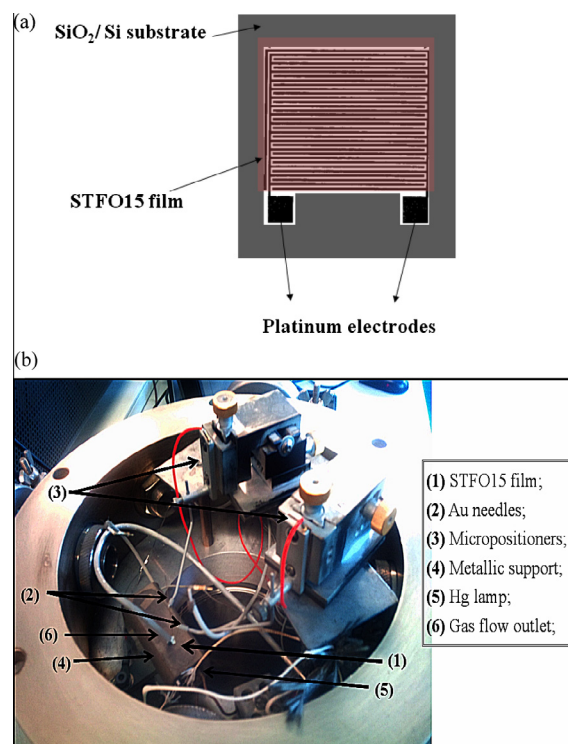 (a)
SiO2/ Si substrate
STFO15 film
Platinum electrodes
(b)
(3)
(2)
(6)
(4)
(1)
(5)
(1) STFO15 film;
(2) Au needles;
(3) Micropositioners;
(4) Metallic support;
(5) Hg lamp;
(6) Gas flow outlet;